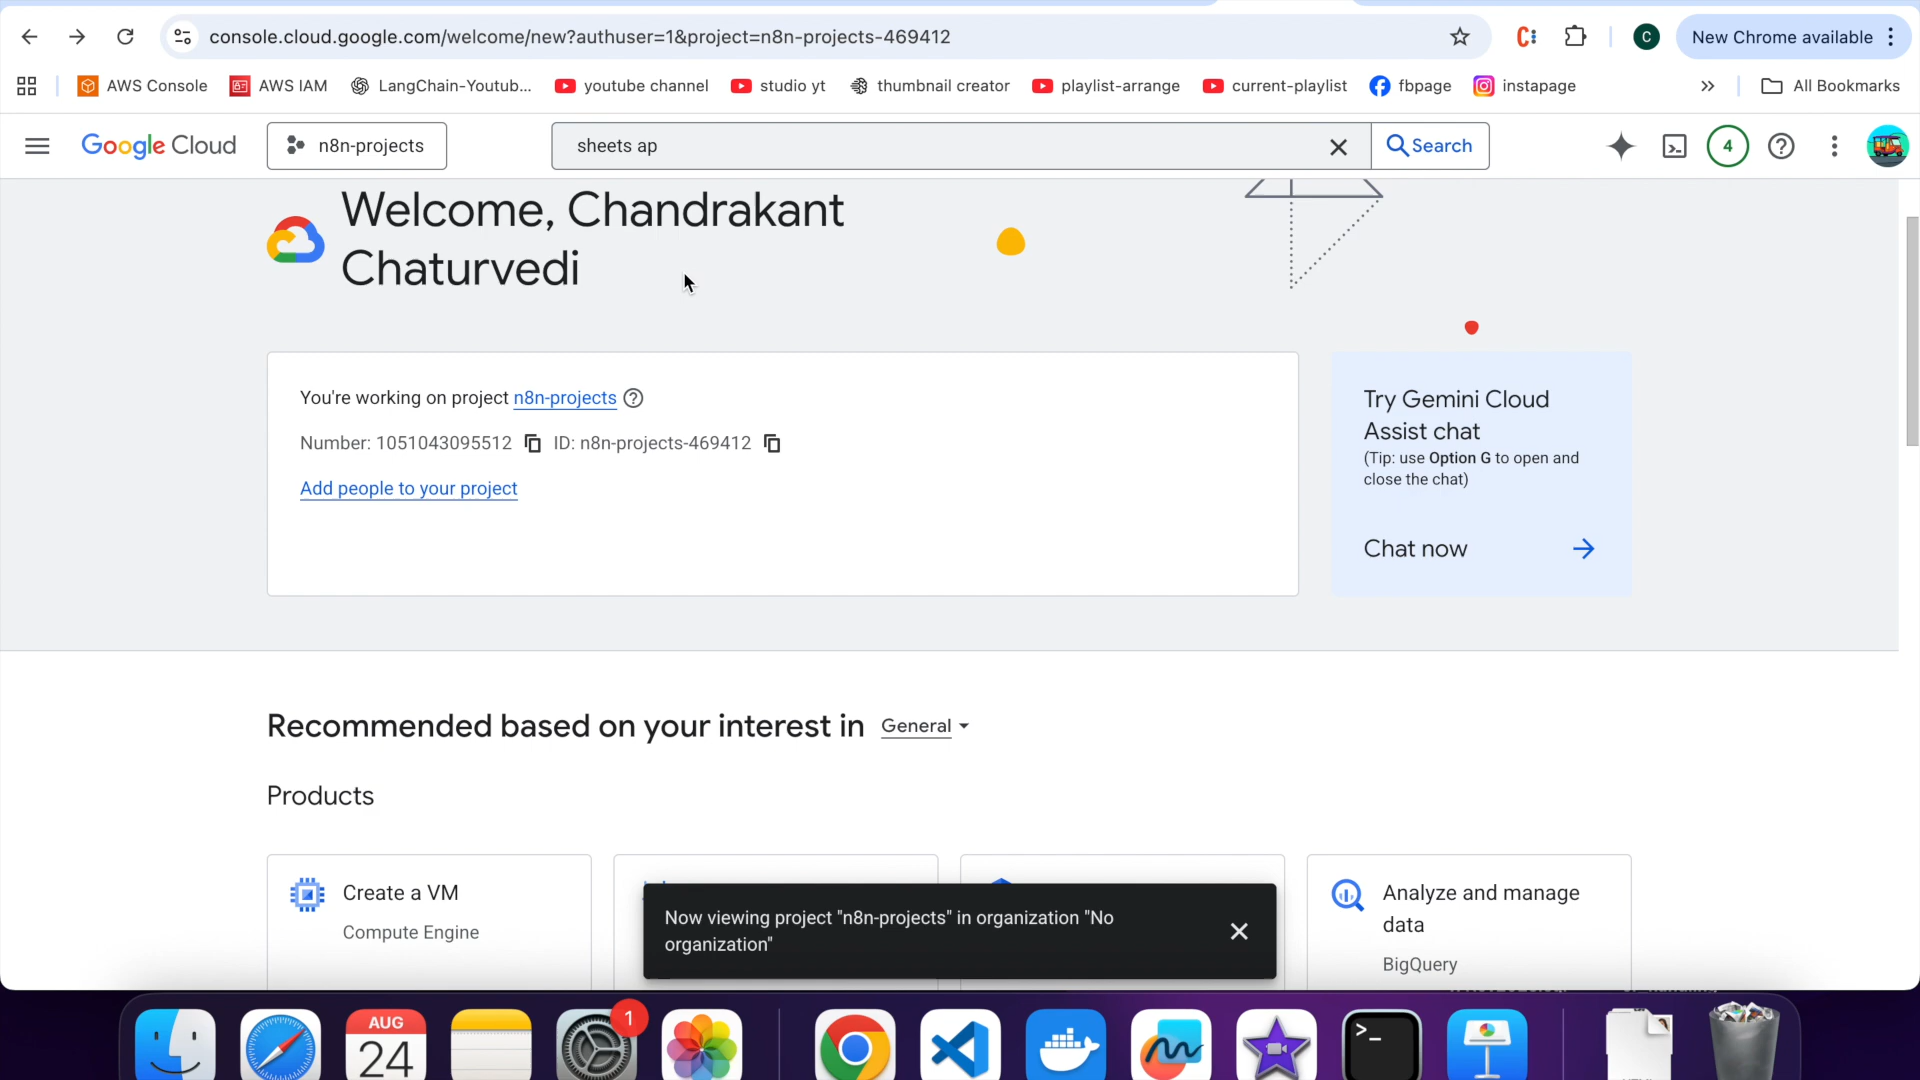 console.cloud.google.com/welcome/new?authuser=1&project=n8n-projects-469412
C
New Chrome available
AWS Console
AWS IAM
LangChain-Youtub...
youtube channel
studio yt
thumbnail creator
playlist-arrange
current-playlist
fbpage
instapage
All Bookmarks
Google Cloud
n8n-projects
sheets ap
Search
4
Welcome, Chandrakant
Chaturvedi
You're working on project n8n-projects
Number: 1051043095512 ID: n8n-projects-469412
Add people to your project
Try Gemini Cloud
Assist chat
(Tip: use Option G to open and
close the chat)
Chat now
Recommended based on your interest in General
Products
Create a VM
Compute Engine
Analyze and manage
data
BigQuery
Now viewing project "n8n-projects" in organization "No
organization"
AUG
24
1